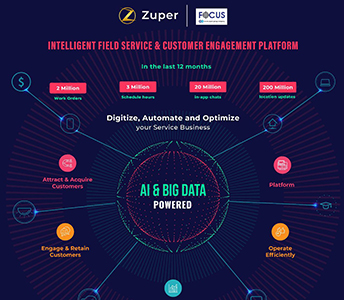 Zuper
FOCUS
INTELLIGENT FIELD SERVICE & CUSTOMER ENGAGEMENT PLATFORM
In the last 12 months
2 Million
Work Orders
3 Million
Schedule hours
20 Million
in-app chats
200 Million
location updates
Digitize, Automate and Optimize
your Service Business
Attract & Acquire
Customers
AI & BIG DATA
POWERED
Platform
Engage & Retain
Customers
Operate
Efficiently